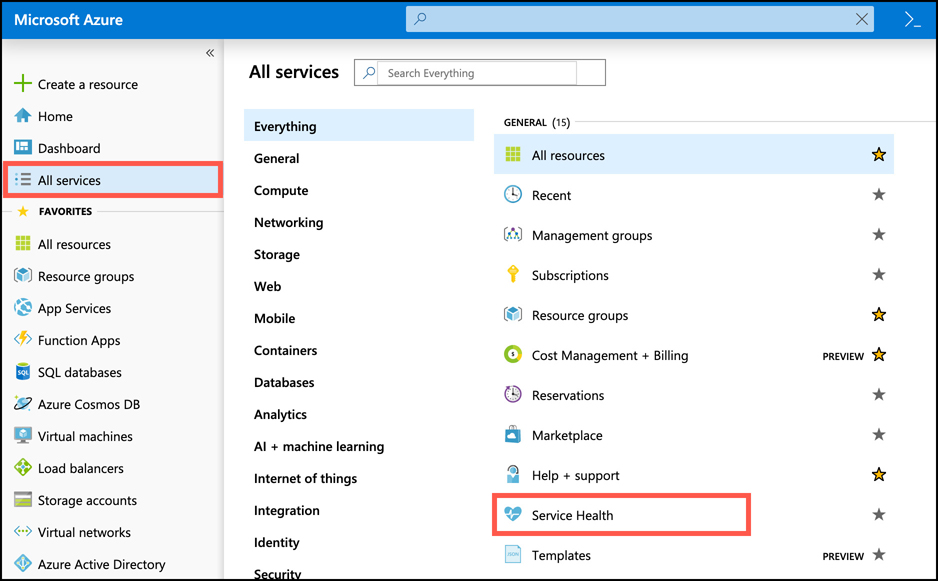 Microsoft Azure
Create a resource
Home
Dashboard
All services
FAVORITES
All resources
Resource groups
App Services
Function Apps
SQL
SQL databases
Azure Cosmos DB
Virtual machines
Load balancers
Storage accounts
Virtual networks
Azure Active Directory
All services
Search Everything
Everything
General
Compute
Networking
Storage
Web
Mobile
Containers
Databases
Analytics
AI + machine learning
Internet of things
Integration
Identity
Security
GENERAL (15)
All resources
Recent
Management groups
Subscriptions
Resource groups
Cost Management + Billing PREVIEW
Reservations
Marketplace
Help + support
Service Health
Templates PREVIEW